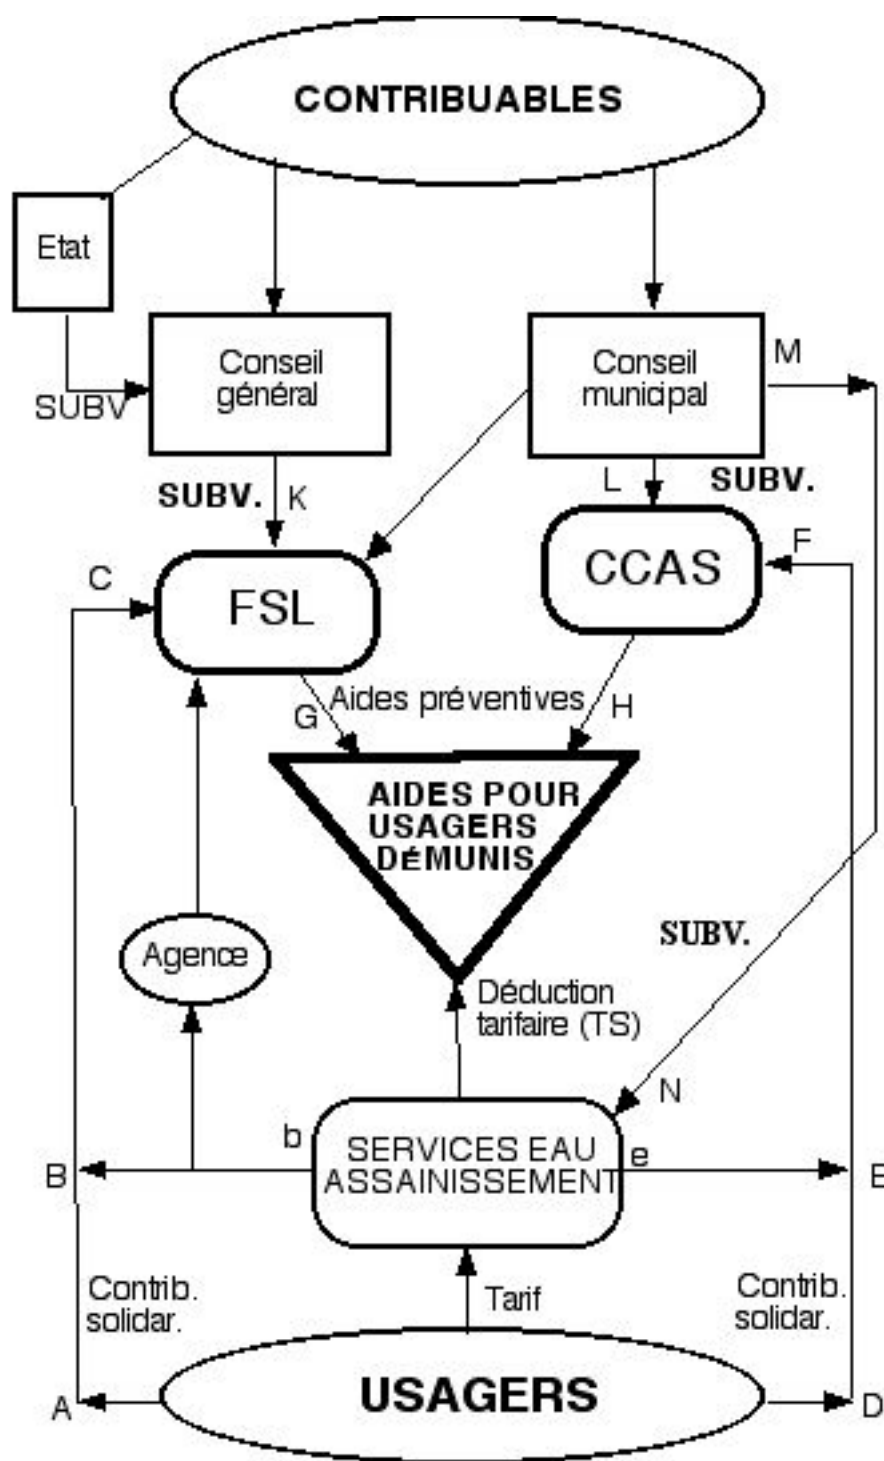 CONTRIBUABLES
Etat
Conseil
général
Conseil
municipal
M
SUBV
SUBV.
K
L
SUBV.
C
FSL
CCAS
F
Aides préventives
G
H
AIDES POUR
USAGERS
DÉMUNIS
Agence
SUBV.
Déduction
tarifaire (TS)
N
b
SERVICES EAU
ASSAINISSEMENT
e
B
E
Contrib.
solidar.
Tarif
Contrib.
solidar.
A
USAGERS
D